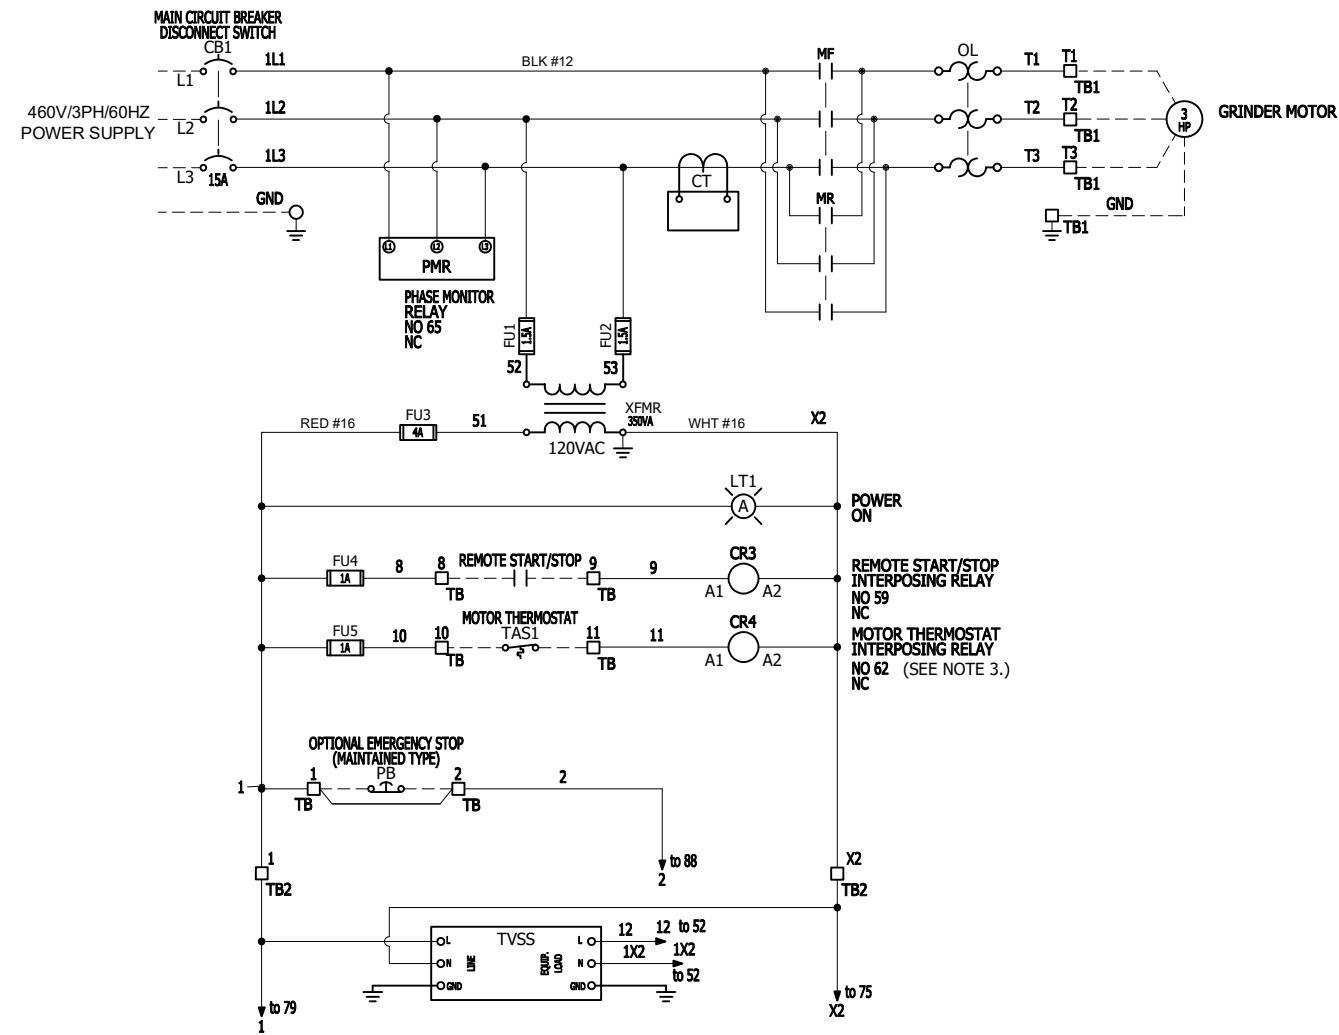 MAIN CIRCUIT BREAKER
DISCONNECT SWITCH
CB1
1L1
L1
BLK #12
MF
OL
T1
T1
TB1
460V/3PH/60HZ
POWER SUPPLY
1L2
L2
T2
T2
TB1
3
HP
GRINDER MOTOR
1L3
L3
15A
CT
T3
T3
TB1
GND
MR
GND
TB1
L1
L2
L3
PMR
PHASE MONITOR
RELAY
NO 65
NC
FU1
1.5A
FU2
1.5A
52
53
XFMR
350VA
RED #16
FU3
4A
51
120VAC
WHT #16
X2
LT1
A
POWER
ON
FU4
1A
8
8
TB
REMOTE START/STOP
9
TB
9
CR3
A1
A2
REMOTE START/STOP
INTERPOSING RELAY
NO 59
NC
FU5
1A
10
10
TB
MOTOR THERMOSTAT
TAS1
11
TB
11
CR4
A1
A2
MOTOR THERMOSTAT
INTERPOSING RELAY
NO 62 (SEE NOTE 3.)
NC
OPTIONAL EMERGENCY STOP
(MAINTAINED TYPE)
PB
1
1
TB
2
TB
2
to 88
2
1
TB2
X2
TB2
TVSS
L
N
GND
LINE
EQUIP.
LOAD
L
N
GND
12
12 to 52
1X2
1X2
to 52
to 79
1
to 75
X2